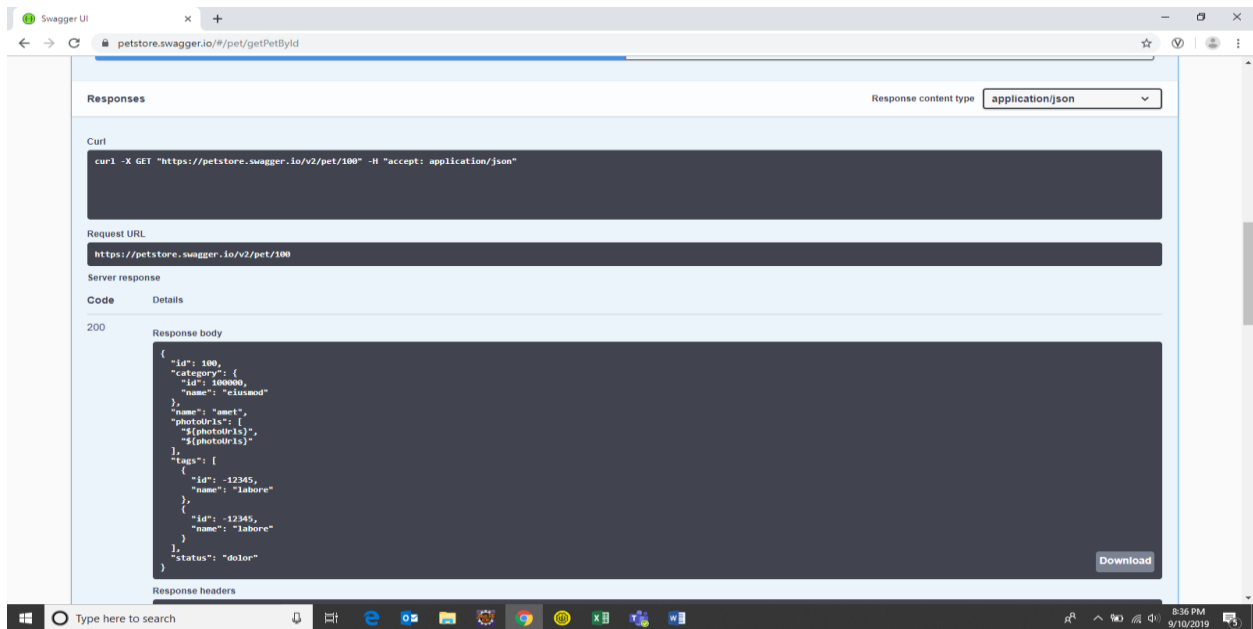 Swagger UI
petstore.swagger.io/#/pet/getPetById
Responses
Response content type
application/json
Curl
curl -X GET "https://petstore.swagger.io/v2/pet/100" -H "accept: application/json"
Request URL
https://petstore.swagger.io/v2/pet/100
Server response
Code Details
200
Response body
{
"id": 100,
"category": {
"id": 100000,
"name": "eiusmod"
},
"name": "amet",
"photoUrls": [
"${photoUrls}",
"${photoUrls}"
],
"tags": [
{
"id": -12345,
"name": "labore"
},
{
"id": -12345,
"name": "labore"
}
],
"status": "dolor"
}
Download
Response headers
Type here to search
8:36 PM
9/10/2019